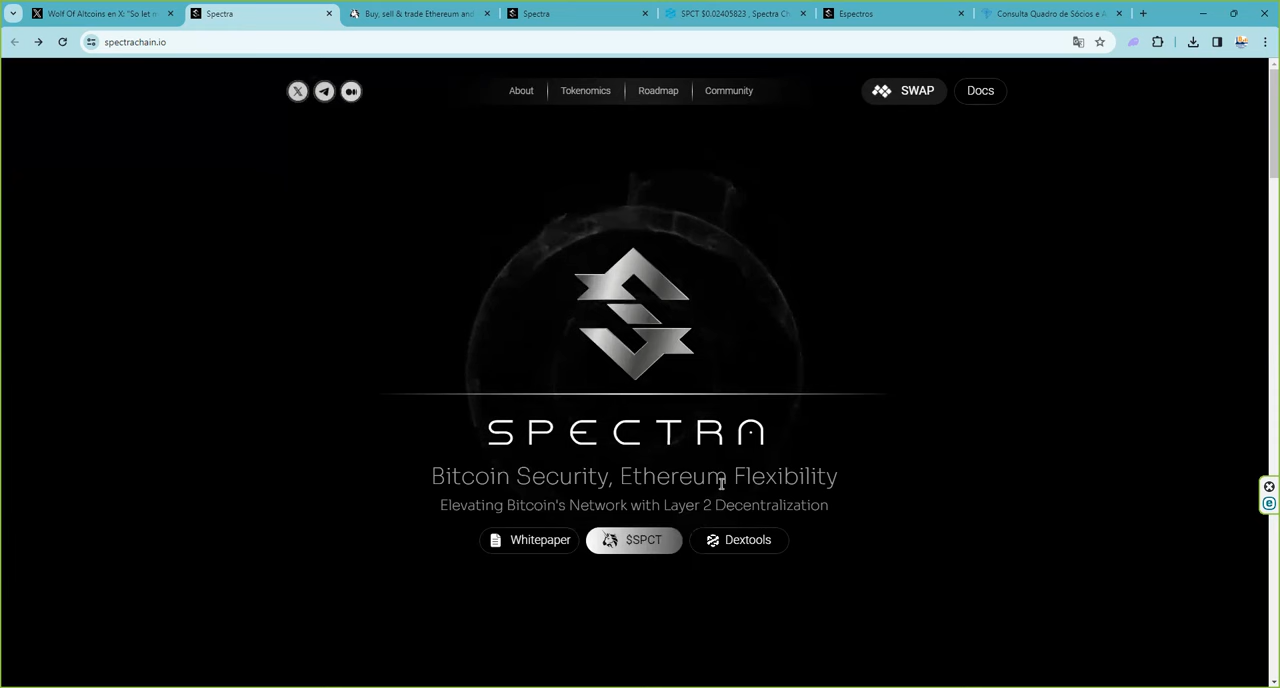 Wolf Of Altcoins en X: "So let n
Spectra
Buy, sell & trade Ethereum and
Spectra
SPCT $0.02405823 , Spectra Ch
Espectros
Consulta Quadro de Sócios e A
spectrachain.io
About
Tokenomics
Roadmap
Community
SWAP
Docs
SPECTRA
Bitcoin Security, Ethereum Flexibility
Elevating Bitcoin's Network with Layer 2 Decentralization
Whitepaper
$SPCT
Dextools